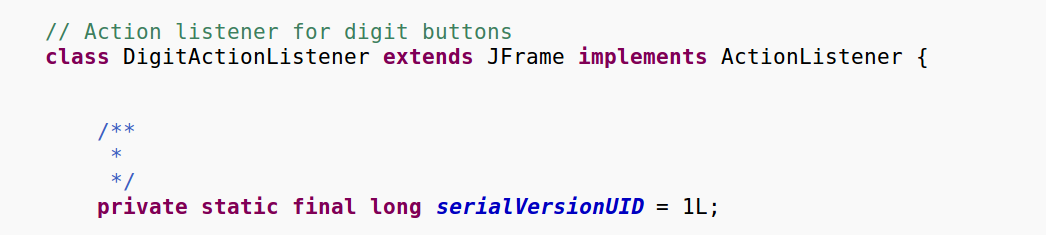 // Action listener for digit buttons
class DigitActionListener extends JFrame implements ActionListener {
/**
*
*/
private static final long serialVersionUID = 1L;